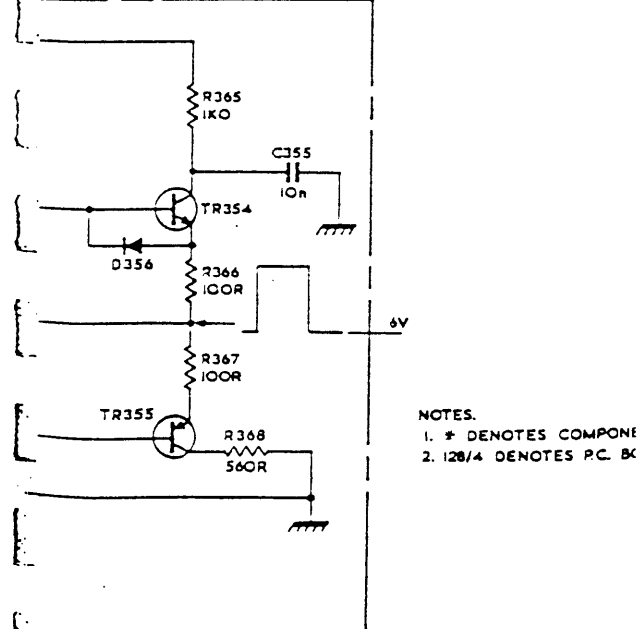 R365
1K0
C355
10n
TR354
D356
R366
100R
6V
R367
100R
TR355
R368
560R
NOTES.
1. * DENOTES COMPONE
2. 128/4 DENOTES P.C. BO